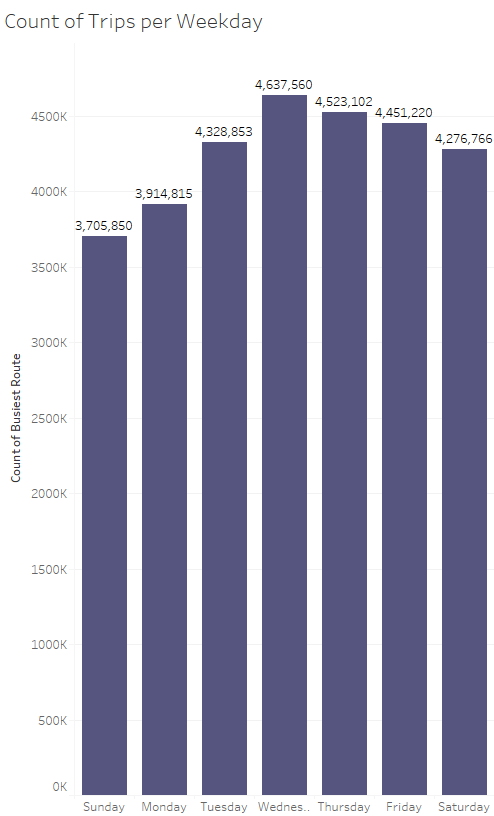 Count of Trips per Weekday
4,637,560
4,523,102
4,451,220
4,328,853
4,276,766
3,914,815
3,705,850
4500K
4000K
3500K
3000K
2500K
2000K
1500K
1000K
500K
0K
Count of Busiest Route
Sunday Monday Tuesday Wednes.. Thursday Friday Saturday